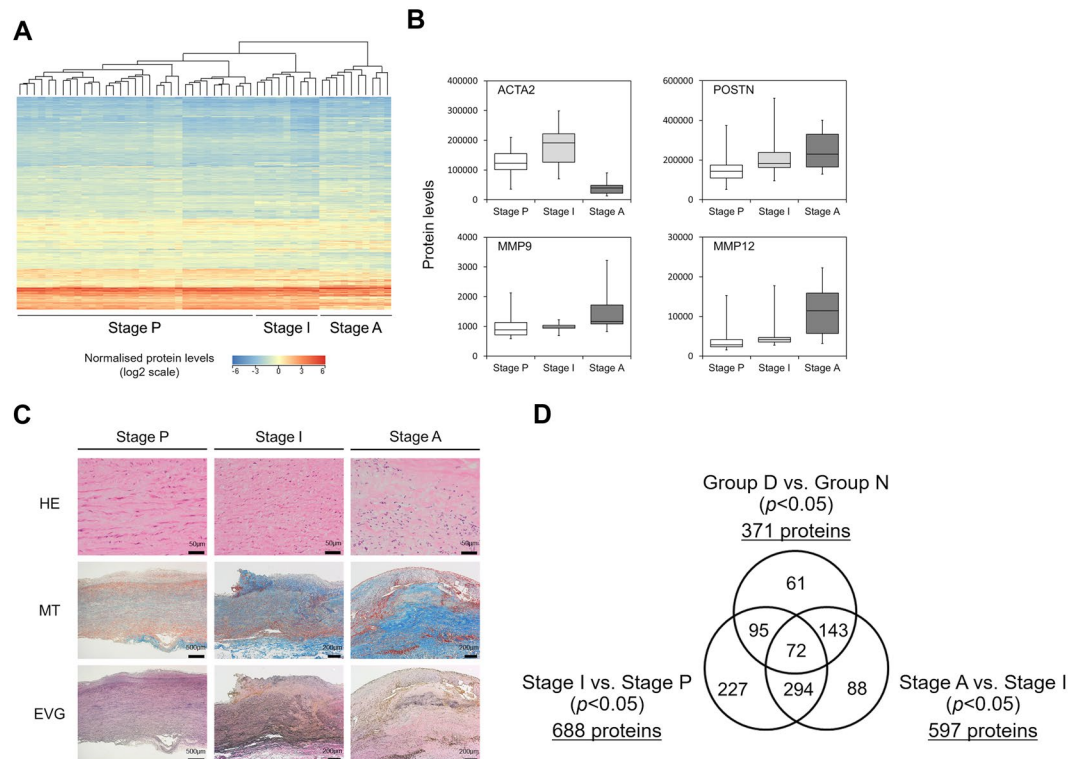 A
Stage P
Stage I
Stage A
Normalised protein levels
(log2 scale)
-6 -3 0 3 6
B
Protein levels
ACTA2
400000
300000
200000
100000
0
Stage P Stage I Stage A
POSTN
600000
400000
200000
0
Stage P Stage I Stage A
MMP9
4000
3000
2000
1000
0
Stage P Stage I Stage A
MMP12
30000
20000
10000
0
Stage P Stage I Stage A
C
Stage P Stage I Stage A
HE
50μm 50μm 50μm
MT
500μm 200μm 200μm
EVG
500μm 200μm 200μm
D
Group D vs. Group N
(p<0.05)
371 proteins
61
95 143
72
227 294 88
Stage I vs. Stage P
(p<0.05)
688 proteins
Stage A vs. Stage I
(p<0.05)
597 proteins